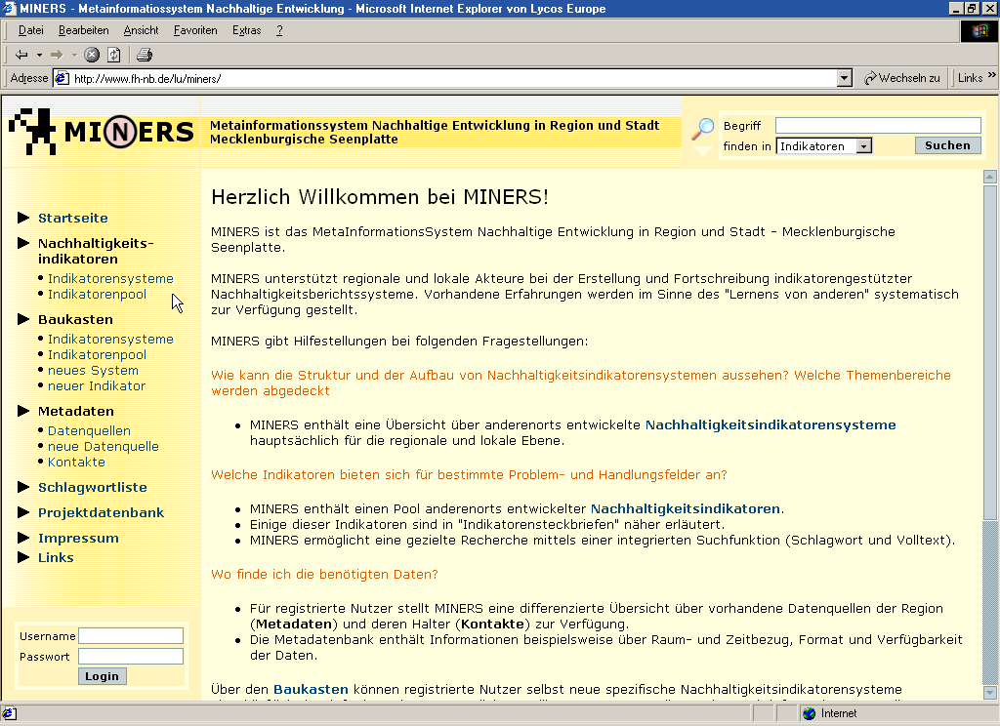 MINERS - Metainformatiossystem Nachhaltige Entwicklung - Microsoft Internet Explorer von Lycos Europe
Datei Bearbeiten Ansicht Favoriten Extras ?
Adresse http://www.fh-nb.de/lu/miners/ Wechseln zu Links »
MINERS
Metainformationssystem Nachhaltige Entwicklung in Region und Stadt
Mecklenburgische Seenplatte
Begriff
finden in Indikatoren Suchen
Startseite
Nachhaltigkeits-
indikatoren
• Indikatorensysteme
• Indikatorenpool
Baukasten
• Indikatorensysteme
• Indikatorenpool
• neues System
• neuer Indikator
Metadaten
• Datenquellen
• neue Datenquelle
• Kontakte
Schlagwortliste
Projektdatenbank
Impressum
Links
Username
Passwort
Login
Herzlich Willkommen bei MINERS!
MINERS ist das MetaInformationsSystem Nachhaltige Entwicklung in Region und Stadt - Mecklenburgische
Seenplatte.
MINERS unterstützt regionale und lokale Akteure bei der Erstellung und Fortschreibung indikatorengestützter
Nachhaltigkeitsberichtssysteme. Vorhandene Erfahrungen werden im Sinne des "Lernens von anderen" systematisch
zur Verfügung gestellt.
MINERS gibt Hilfestellungen bei folgenden Fragestellungen:
Wie kann die Struktur und der Aufbau von Nachhaltigkeitsindikatorensystemen aussehen? Welche Themenbereiche
werden abgedeckt
• MINERS enthält eine Übersicht über anderenorts entwickelte Nachhaltigkeitsindikatorensysteme
hauptsächlich für die regionale und lokale Ebene.
Welche Indikatoren bieten sich für bestimmte Problem- und Handlungsfelder an?
• MINERS enthält einen Pool anderenorts entwickelter Nachhaltigkeitsindikatoren.
• Einige dieser Indikatoren sind in "Indikatorensteckbriefen" näher erläutert.
• MINERS ermöglicht eine gezielte Recherche mittels einer integrierten Suchfunktion (Schlagwort und Volltext).
Wo finde ich die benötigten Daten?
• Für registrierte Nutzer stellt MINERS eine differenzierte Übersicht über vorhandene Datenquellen der Region
(Metadaten) und deren Halter (Kontakte) zur Verfügung.
• Die Metadatenbank enthält Informationen beispielsweise über Raum- und Zeitbezug, Format und Verfügbarkeit
der Daten.
Über den Baukasten können registrierte Nutzer selbst neue spezifische Nachhaltigkeitsindikatorensysteme
Internet